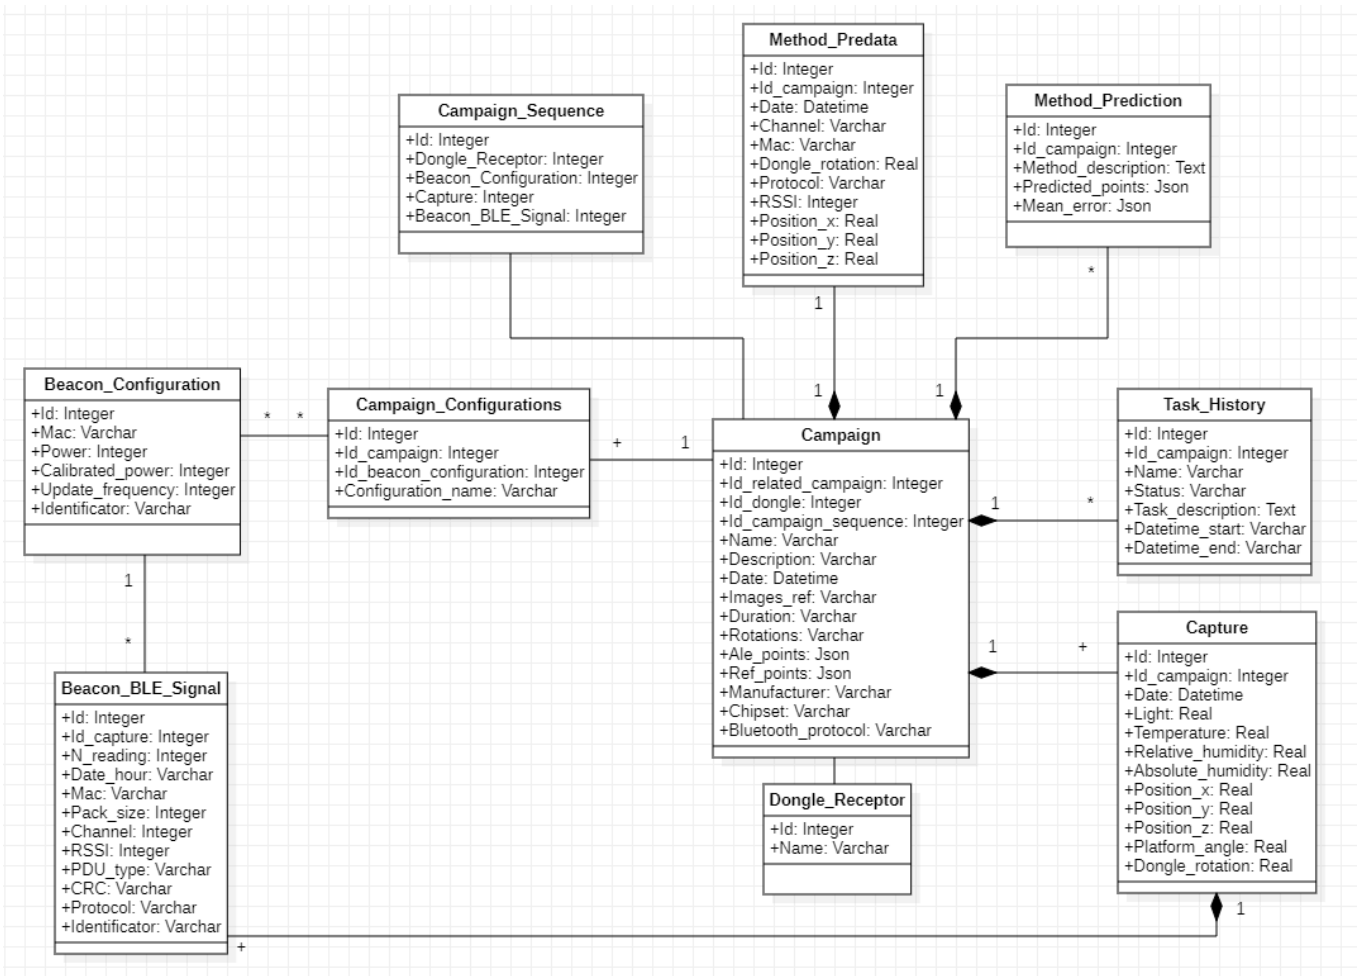 Method_Predata
+Id: Integer
+Id_campaign: Integer
+Date: Datetime
+Channel: Varchar
+Mac: Varchar
+Dongle_rotation: Real
+Protocol: Varchar
+RSSI: Integer
+Position_x: Real
+Position_y: Real
+Position_z: Real
1
1
Method_Prediction
+Id: Integer
+Id_campaign: Integer
+Method_description: Text
+Predicted_points: Json
+Mean_error: Json
*
1
Campaign_Sequence
+Id: Integer
+Dongle_Receptor: Integer
+Beacon_Configuration: Integer
+Capture: Integer
+Beacon_BLE_Signal: Integer
Beacon_Configuration
+Id: Integer
+Mac: Varchar
+Power: Integer
+Calibrated_power: Integer
+Update_frequency: Integer
+Identificator: Varchar
* *
Campaign_Configurations
+Id: Integer
+Id_campaign: Integer
+Id_beacon_configuration: Integer
+Configuration_name: Varchar
+ 1
Campaign
+Id: Integer
+Id_related_campaign: Integer
+Id_dongle: Integer
+Id_campaign_sequence: Integer
+Name: Varchar
+Description: Varchar
+Date: Datetime
+Images_ref: Varchar
+Duration: Varchar
+Rotations: Varchar
+Ale_points: Json
+Ref_points: Json
+Manufacturer: Varchar
+Chipset: Varchar
+Bluetooth_protocol: Varchar
1 *
Task_History
+Id: Integer
+Id_campaign: Integer
+Name: Varchar
+Status: Varchar
+Task_description: Text
+Datetime_start: Varchar
+Datetime_end: Varchar
1 +
Capture
+Id: Integer
+Id_campaign: Integer
+Date: Datetime
+Light: Real
+Temperature: Real
+Relative_humidity: Real
+Absolute_humidity: Real
+Position_x: Real
+Position_y: Real
+Position_z: Real
+Platform_angle: Real
+Dongle_rotation: Real
1
1
*
Beacon_BLE_Signal
+Id: Integer
+Id_capture: Integer
+N_reading: Integer
+Date_hour: Varchar
+Mac: Varchar
+Pack_size: Integer
+Channel: Integer
+RSSI: Integer
+PDU_type: Varchar
+CRC: Varchar
+Protocol: Varchar
+Identificator: Varchar
+
Dongle_Receptor
+Id: Integer
+Name: Varchar